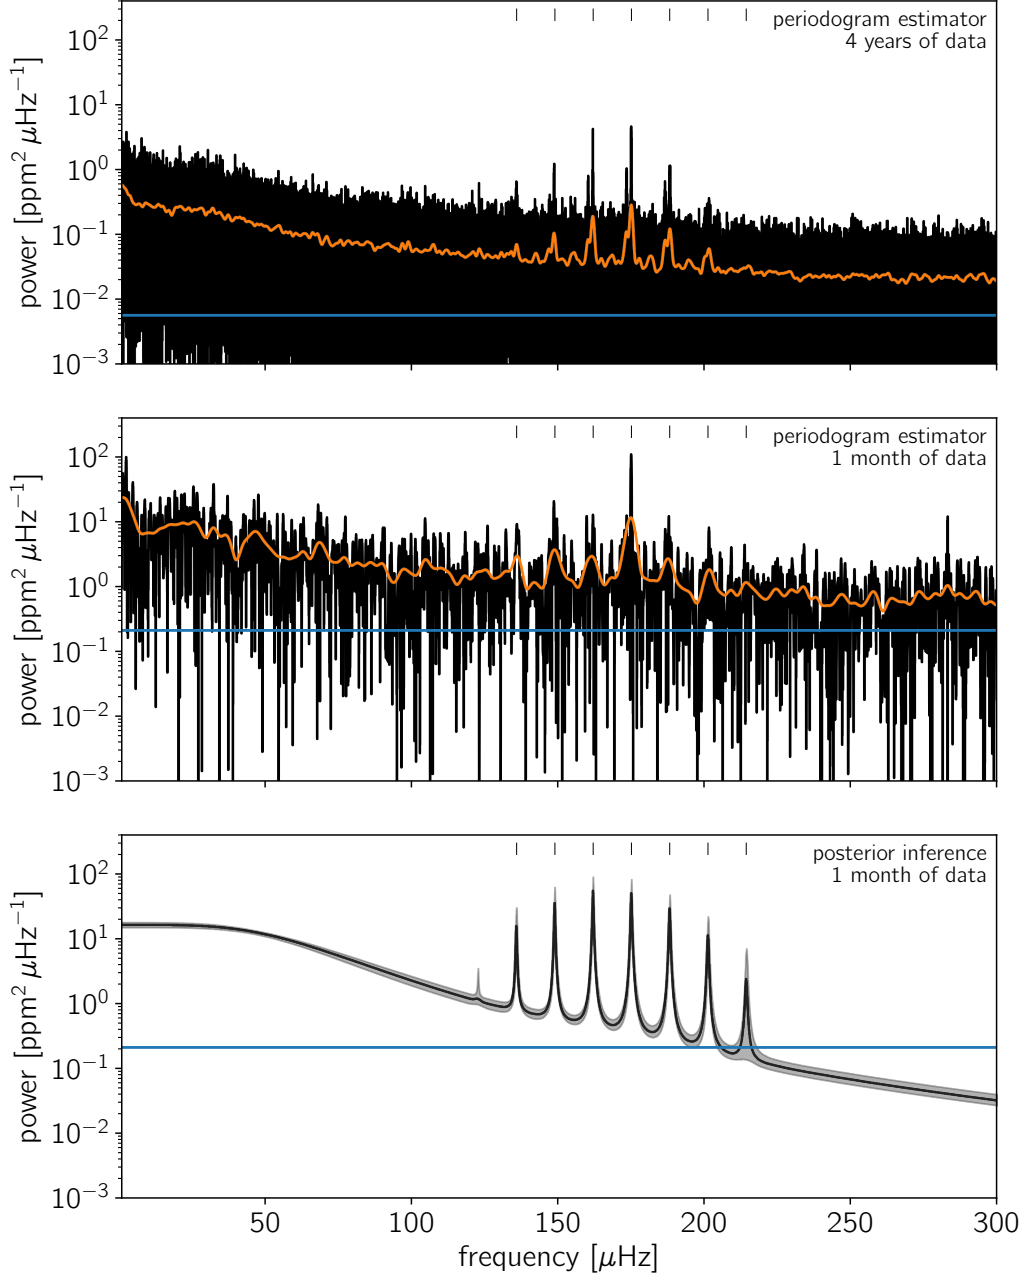 periodogram estimator
4 years of data
power [ppm² μHz⁻¹]
10²
10¹
10⁰
10⁻¹
10⁻²
10⁻³
periodogram estimator
1 month of data
power [ppm² μHz⁻¹]
10²
10¹
10⁰
10⁻¹
10⁻²
10⁻³
posterior inference
1 month of data
power [ppm² μHz⁻¹]
10²
10¹
10⁰
10⁻¹
10⁻²
10⁻³
50 100 150 200 250 300
frequency [μHz]